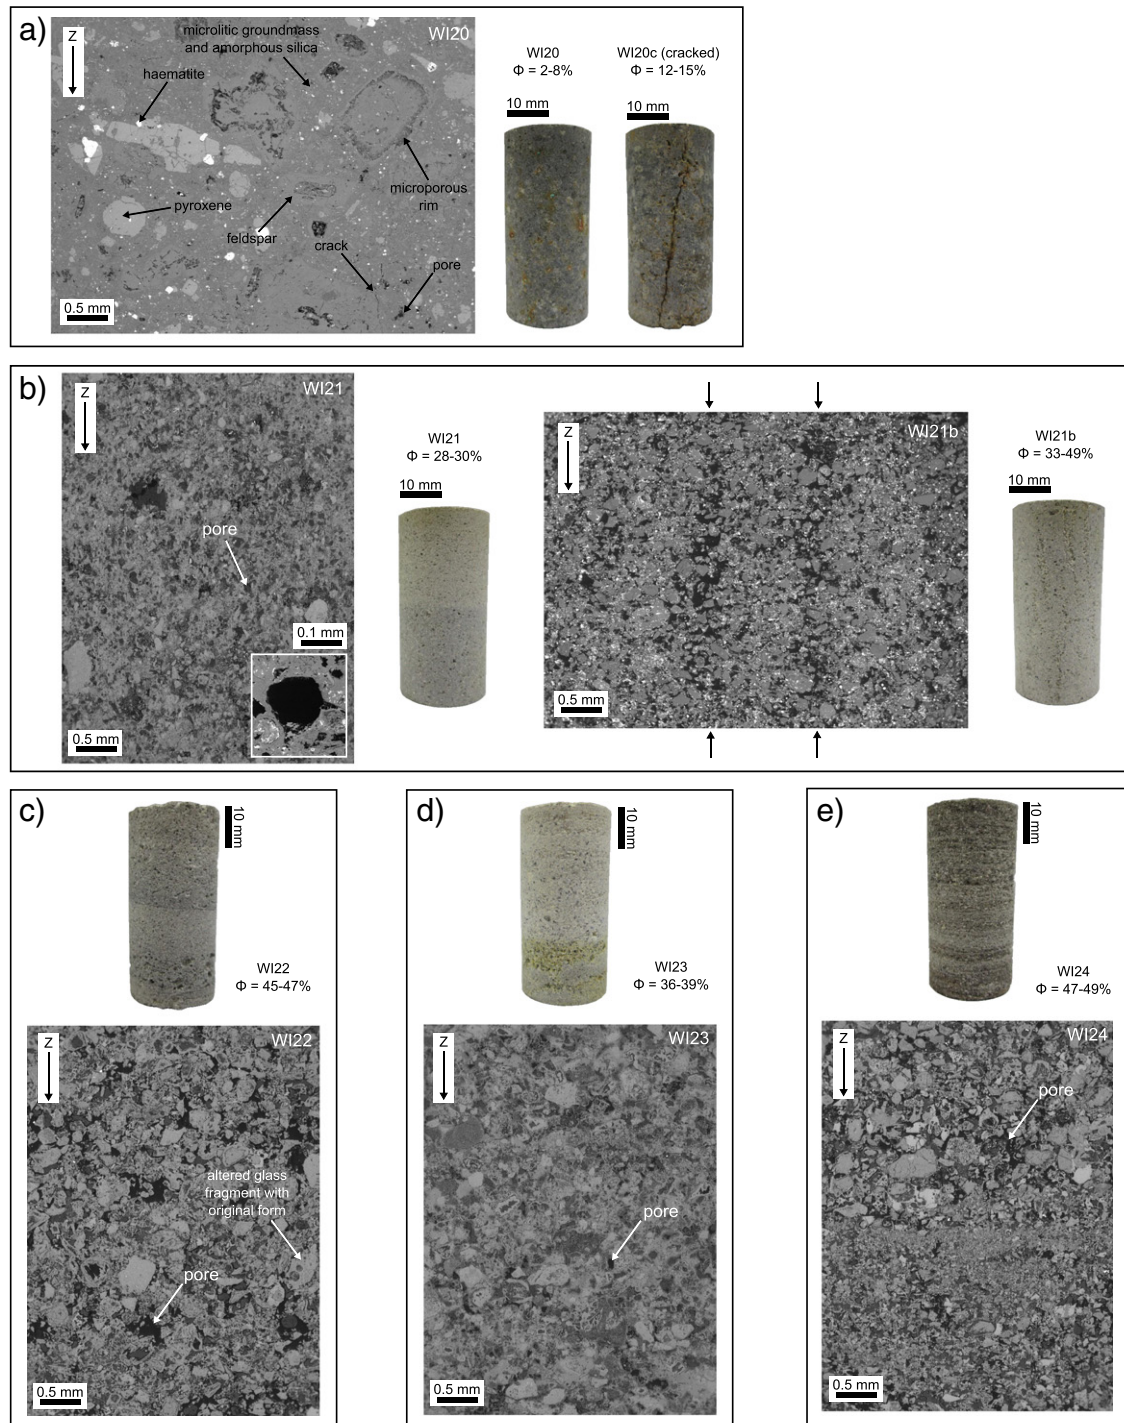 a)
Z
microlitic groundmass
and amorphous silica
WI20
haematite
pyroxene
feldspar
crack
microporous
rim
pore
0.5 mm
WI20
Φ = 2-8%
10 mm
WI20c (cracked)
Φ = 12-15%
10 mm
b)
Z
WI21
pore
0.1 mm
0.5 mm
WI21
Φ = 28-30%
10 mm
Z
WI21b
0.5 mm
WI21b
Φ = 33-49%
10 mm
c)
10 mm
WI22
Φ = 45-47%
Z
WI22
altered glass
fragment with
original form
pore
0.5 mm
d)
10 mm
WI23
Φ = 36-39%
Z
WI23
pore
0.5 mm
e)
10 mm
WI24
Φ = 47-49%
Z
WI24
pore
0.5 mm